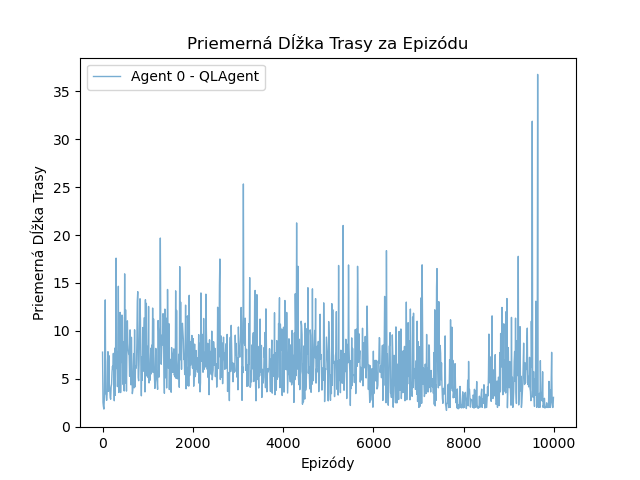 Priemerná Dĺžka Trasy za Epizódu
Agent 0 - QLAgent
Priemerná Dĺžka Trasy
35
30
25
20
15
10
5
0
0 2000 4000 6000 8000 10000
Epizódy